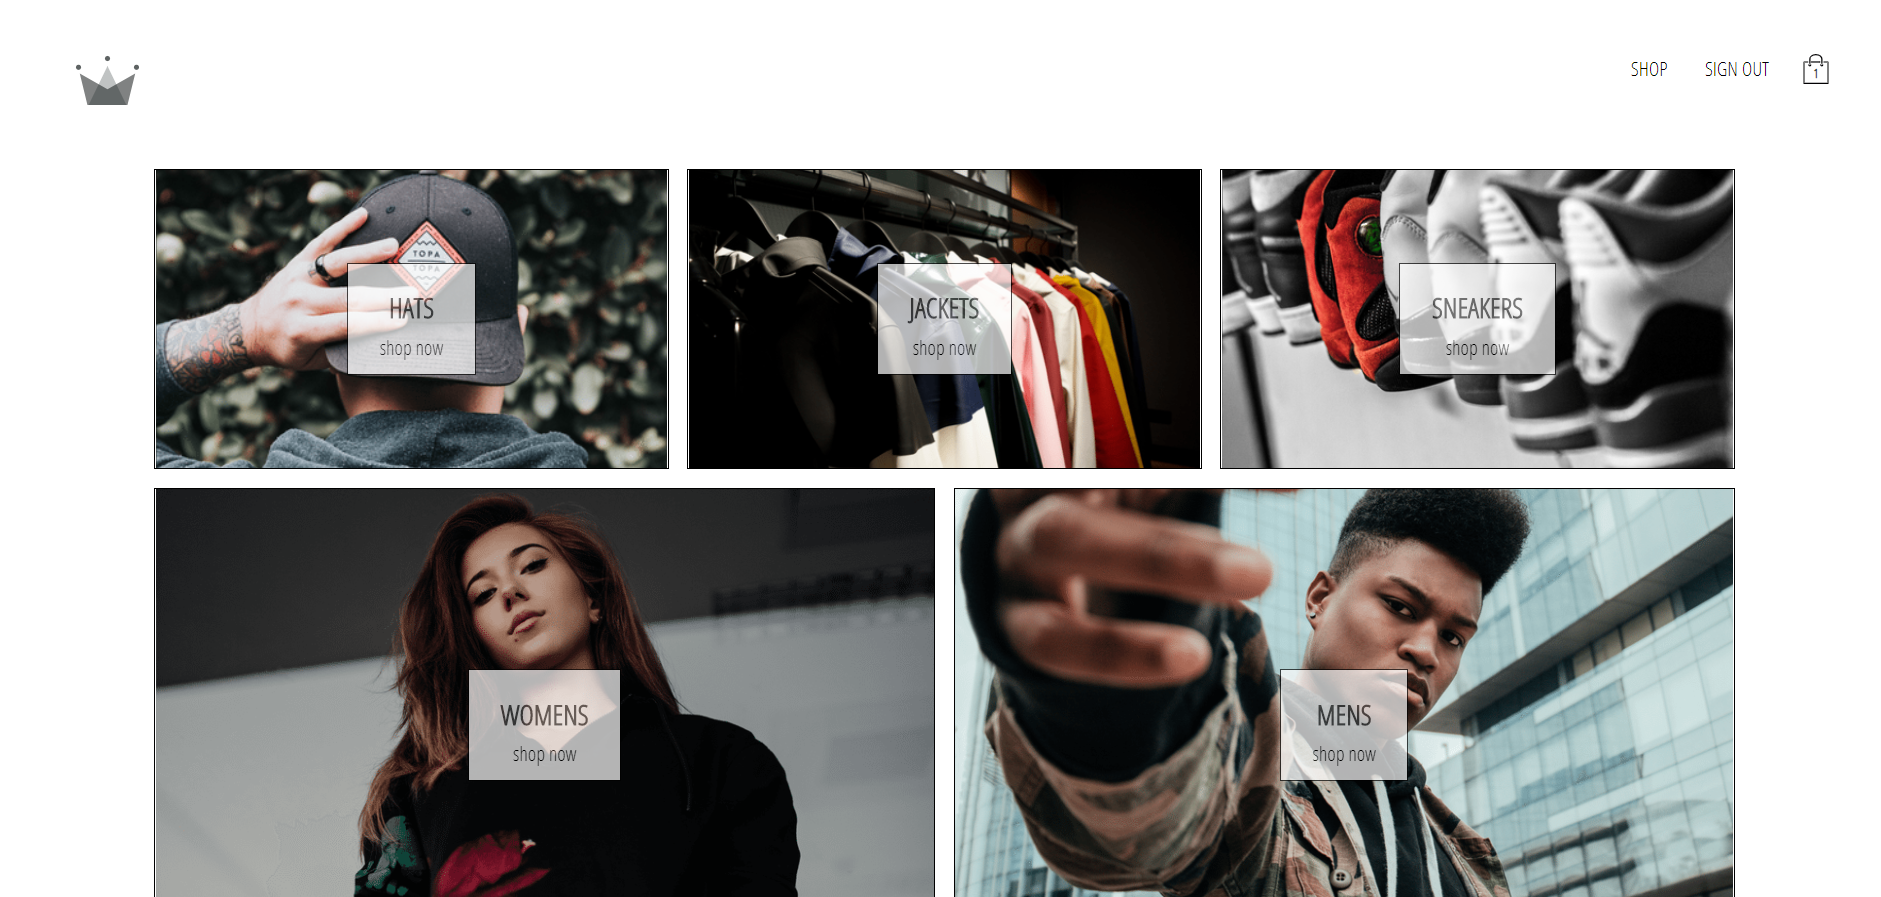 SHOP
SIGN OUT
1
TOPA
TOPA
HATS
shop now
JACKETS
shop now
SNEAKERS
shop now
WOMENS
shop now
MENS
shop now